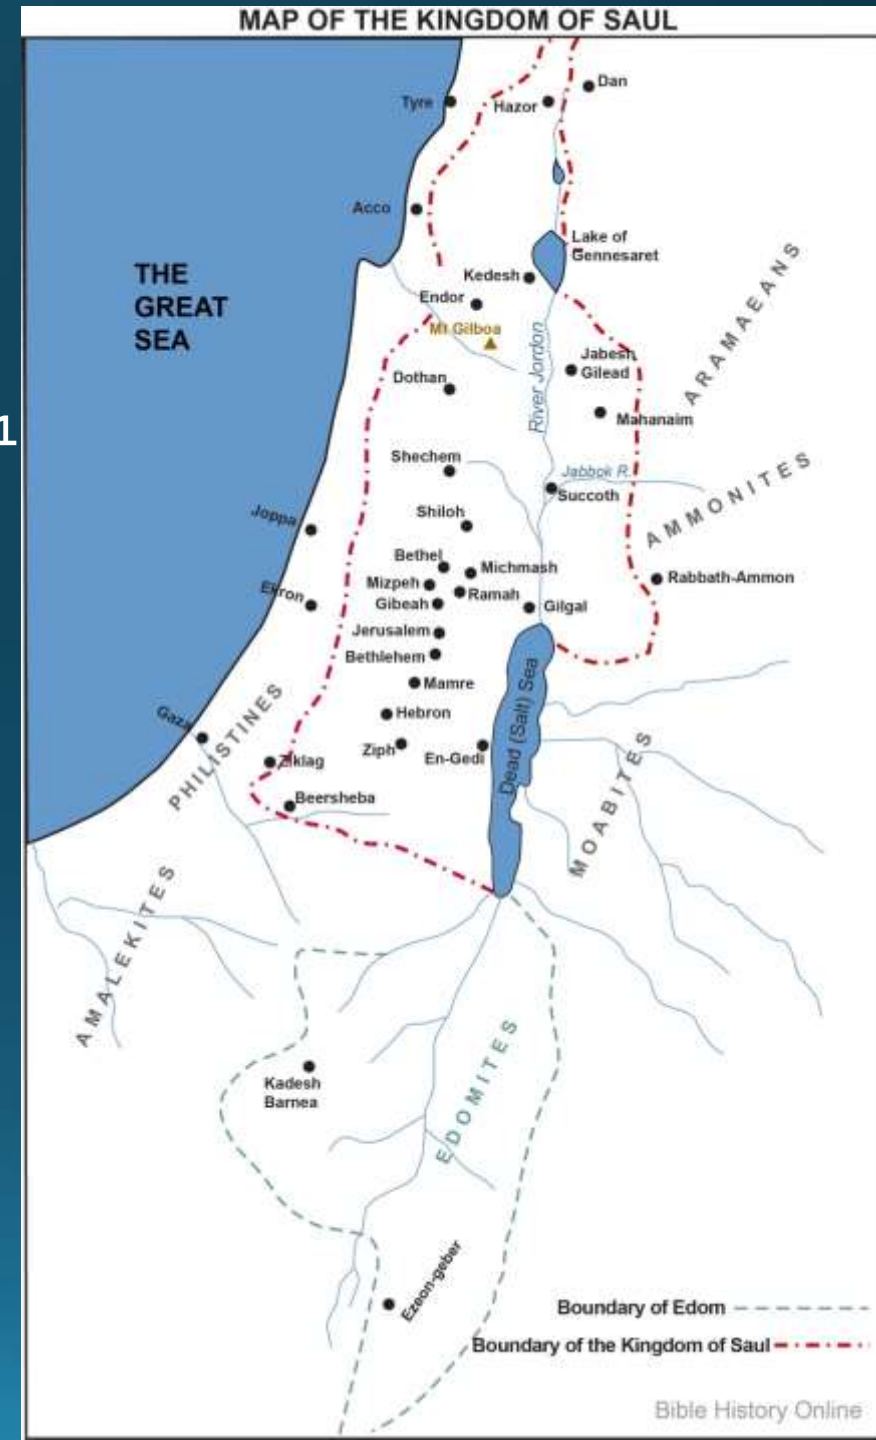 MAP OF THE KINGDOM OF SAUL
Dan
Tyre
Hazor
Acco
Lake of
Gennesaret
THE
GREAT
SEA
Kedesh
Endor
Mt Gilboa
ARAMAEANS
River Jordon
Jabesh
Gilead
Dothan
Mahanaim
1
Shechem
Jabbok R.
Succoth
AMMONITES
Joppa
Shiloh
Bethel
Michmash
Mizpeh
Ramah
Rabbath-Ammon
Ekron
Gibeah
Gilgal
Jerusalem
Bethlehem
Mamre
Dead (Salt) Sea
Hebron
Gaza
PHILISTINES
Ziph
En-Gedi
Ziklag
Beersheba
MOABITES
AMALEKITES
EDOMITES
Kadesh
Barnea
Ezeon-geber
Boundary of Edom
Boundary of the Kingdom of Saul
Bible History Online